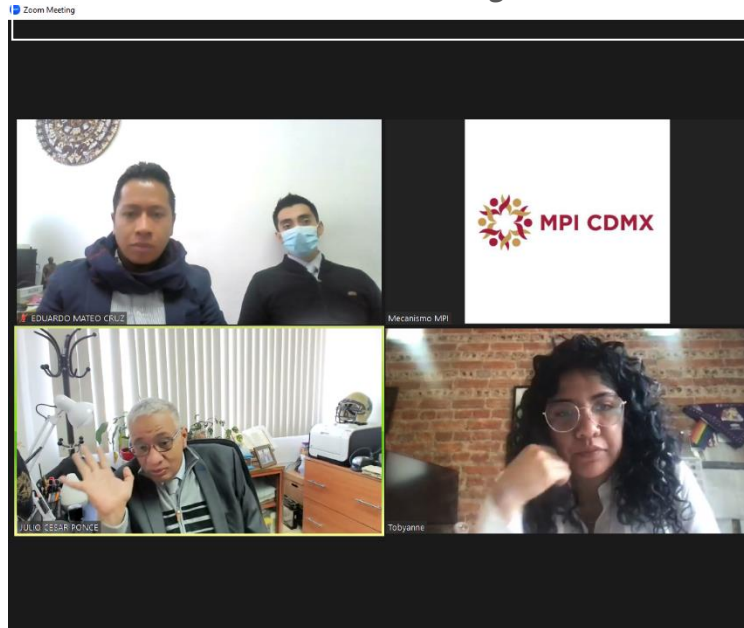 Zoom Meeting
EDUARDO MATEO CRUZ
MPI CDMX
Mecanismo MPI
JULIO CESAR PONCE
Tobyanne